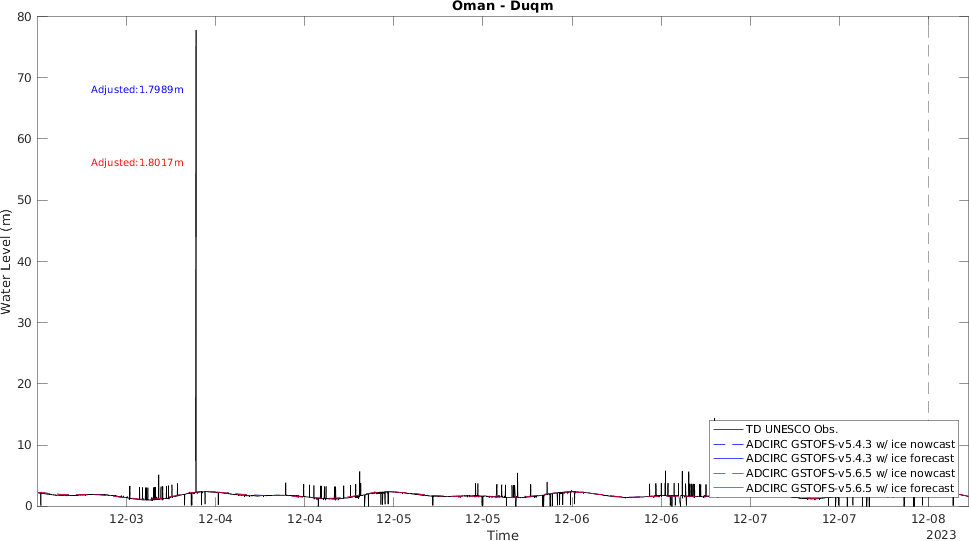 Oman - Duqm
80
70
60
50
40
30
20
10
0
Water Level (m)
Adjusted:1.7989m
Adjusted:1.8017m
TD UNESCO Obs.
ADCIRC GSTOFS-v5.4.3 w/ ice nowcast
ADCIRC GSTOFS-v5.4.3 w/ ice forecast
ADCIRC GSTOFS-v5.6.5 w/ ice nowcast
ADCIRC GSTOFS-v5.6.5 w/ ice forecast
12-03 12-04 12-04 12-05 12-05 12-06 12-06 12-07 12-07 12-08
Time
2023